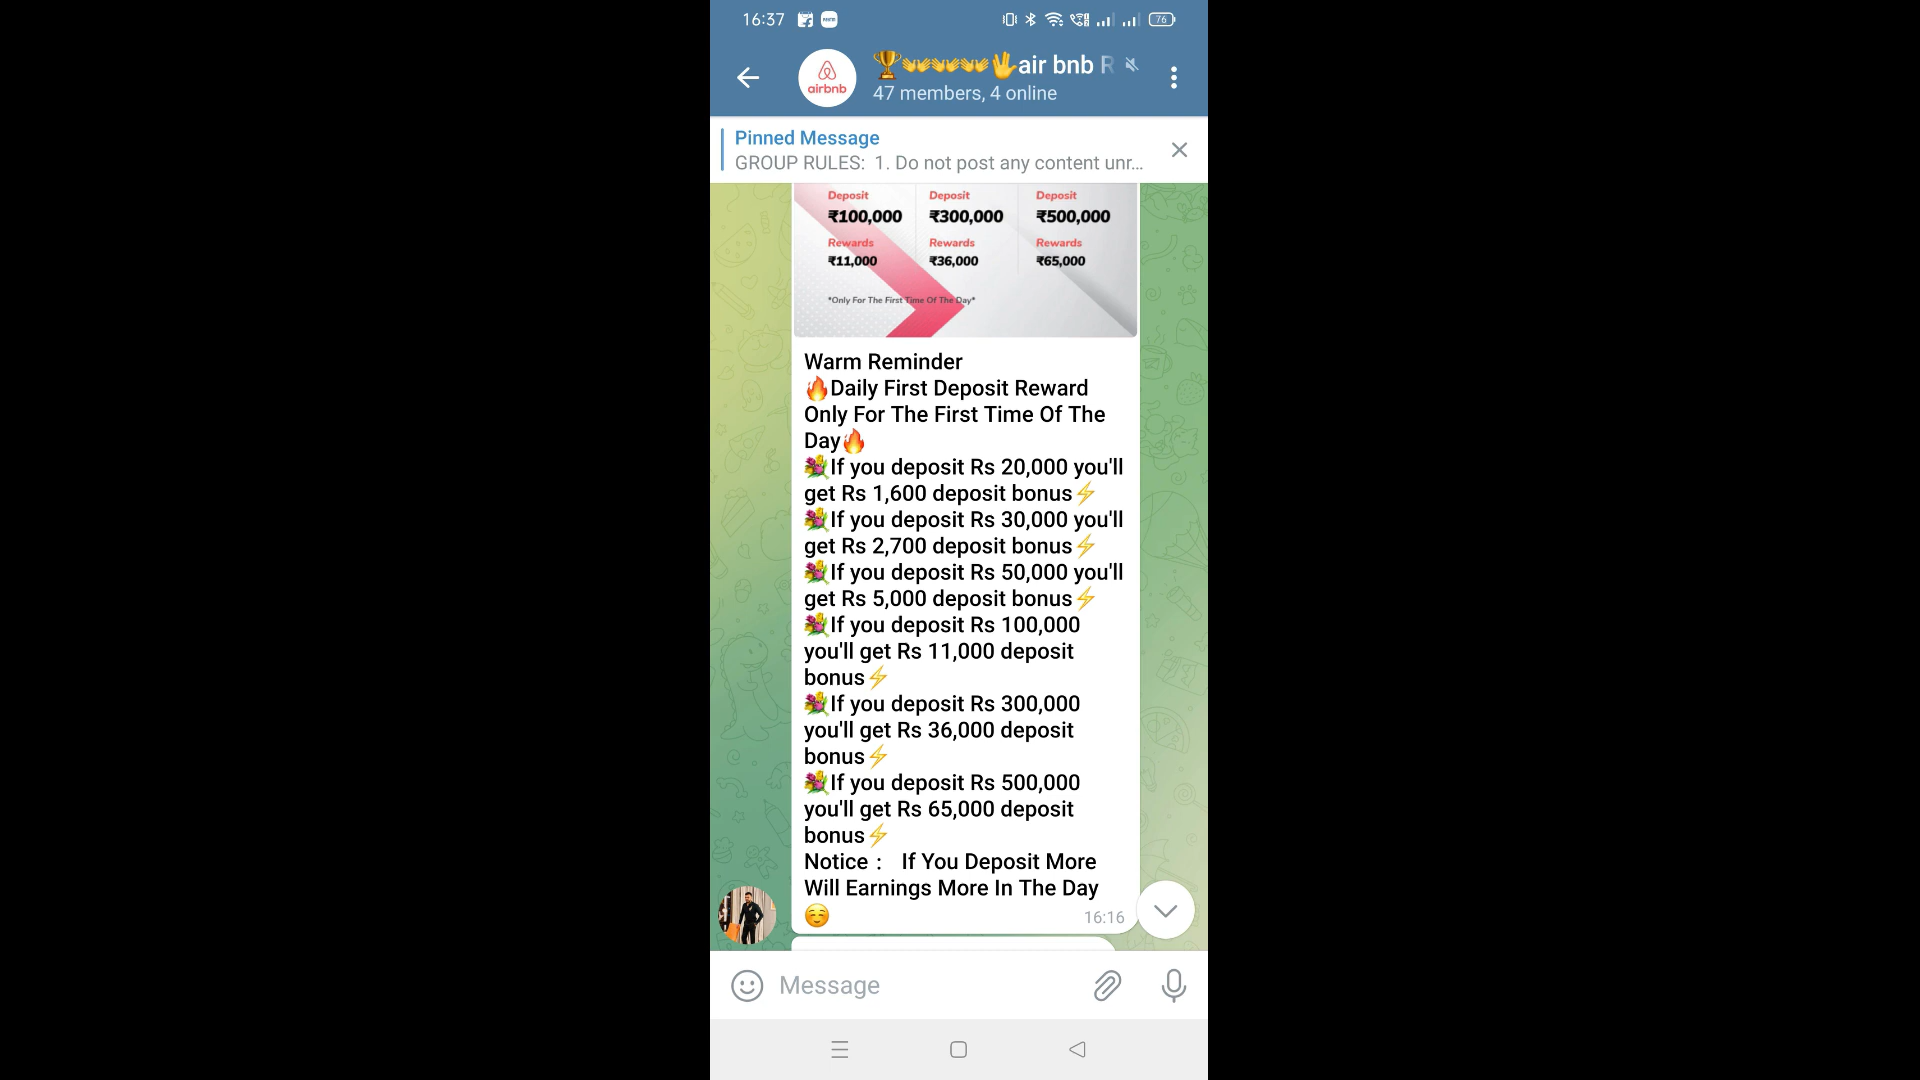 16:37
76
airbnb
air bnb R
47 members, 4 online
Pinned Message
GROUP RULES:  1. Do not post any content unr...
Deposit Deposit Deposit
₹100,000 ₹300,000 ₹500,000
Rewards Rewards Rewards
₹11,000 ₹36,000 ₹65,000
*Only For The First Time Of The Day*
Warm Reminder
🔥Daily First Deposit Reward
Only For The First Time Of The
Day🔥
💐If you deposit Rs 20,000 you'll
get Rs 1,600 deposit bonus⚡
💐If you deposit Rs 30,000 you'll
get Rs 2,700 deposit bonus⚡
💐If you deposit Rs 50,000 you'll
get Rs 5,000 deposit bonus⚡
💐If you deposit Rs 100,000
you'll get Rs 11,000 deposit
bonus⚡
💐If you deposit Rs 300,000
you'll get Rs 36,000 deposit
bonus⚡
💐If you deposit Rs 500,000
you'll get Rs 65,000 deposit
bonus⚡
Notice： If You Deposit More
Will Earnings More In The Day
☺️
16:16
Message